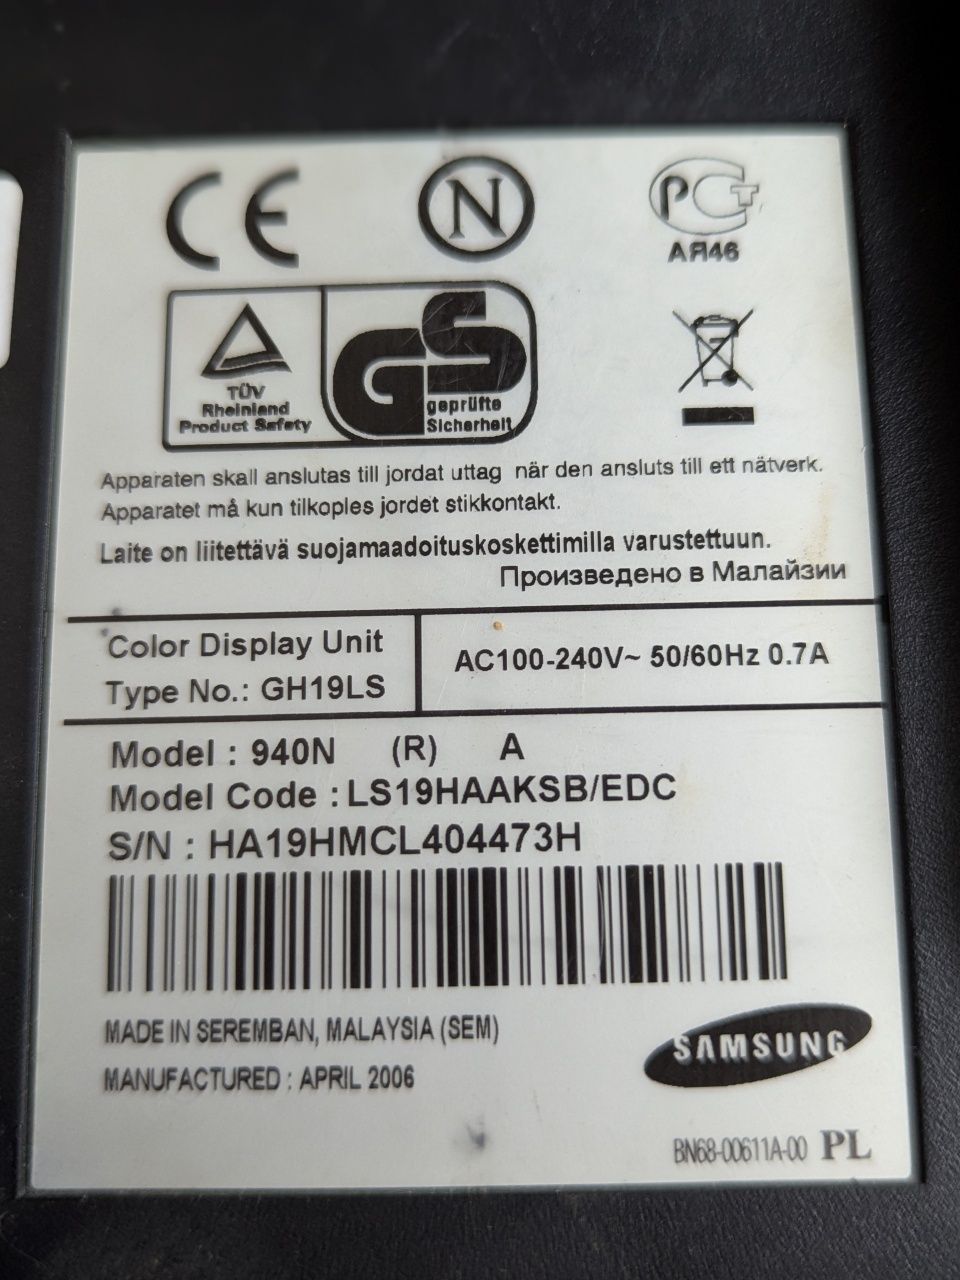 CE N PCT
АЯ46
TÜV
Rheinland
Product Safety
GS
geprüfte
Sicherheit
Apparaten skall anslutas till jordat uttag när den ansluts till ett nätverk.
Apparatet må kun tilkoples jordet stikkontakt.
Laite on liitettävä suojamaadoituskoskettimilla varustettuun.
Произведено в Малайзии
Color Display Unit
Type No.: GH19LS
AC100-240V~ 50/60Hz 0.7A
Model : 940N (R) A
Model Code : LS19HAAKSB/EDC
S/N : HA19HMCL404473H
MADE IN SEREMBAN, MALAYSIA (SEM)
MANUFACTURED : APRIL 2006
SAMSUNG
BN68-00611A-00 PL